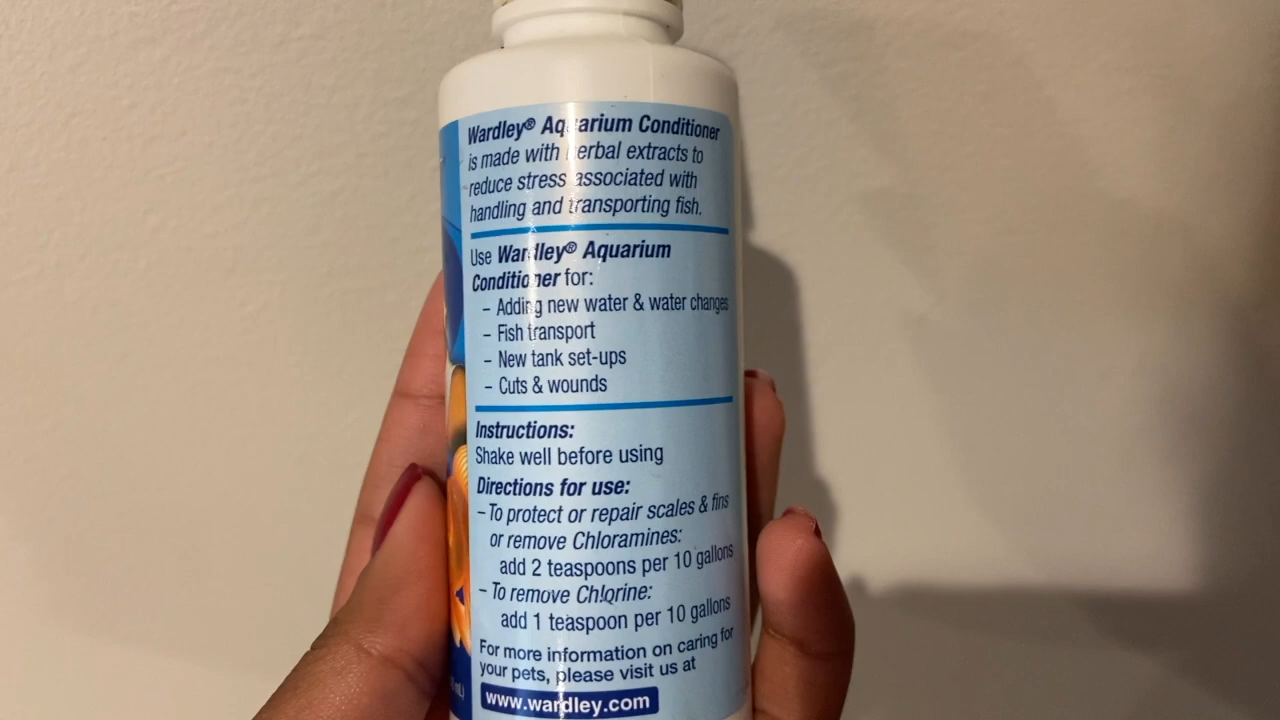 Wardley® Aquarium Conditioner
is made with herbal extracts to
reduce stress associated with
handling and transporting fish.
Use Wardley® Aquarium
Conditioner for:
– Adding new water & water changes
– Fish transport
– New tank set-ups
– Cuts & wounds
Instructions:
Shake well before using
Directions for use:
– To protect or repair scales & fins
or remove Chloramines:
add 2 teaspoons per 10 gallons
– To remove Chlorine:
add 1 teaspoon per 10 gallons
For more information on caring for
your pets, please visit us at
www.wardley.com